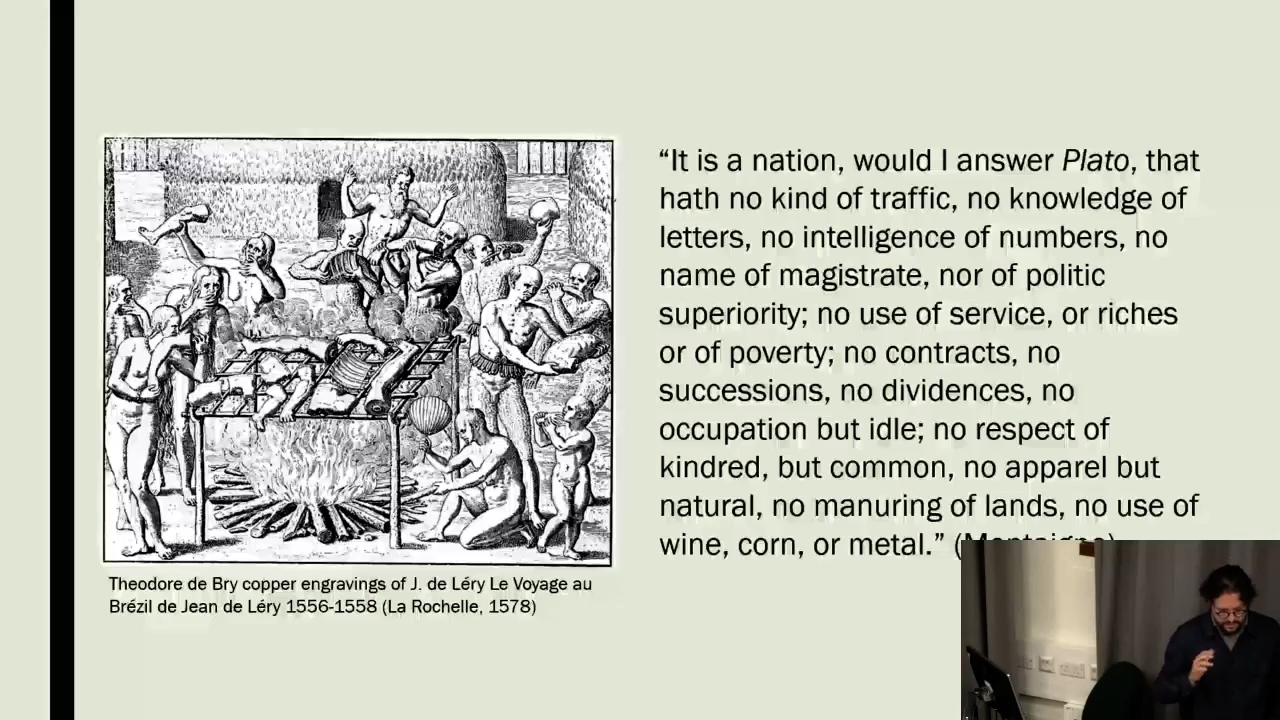 “It is a nation, would I answer Plato, that
hath no kind of traffic, no knowledge of
letters, no intelligence of numbers, no
name of magistrate, nor of politic
superiority; no use of service, or riches
or of poverty; no contracts, no
successions, no dividences, no
occupation but idle; no respect of
kindred, but common, no apparel but
natural, no manuring of lands, no use of
wine, corn, or metal.” (Montaigne)
Theodore de Bry copper engravings of J. de Léry Le Voyage au
Brézil de Jean de Léry 1556-1558 (La Rochelle, 1578)